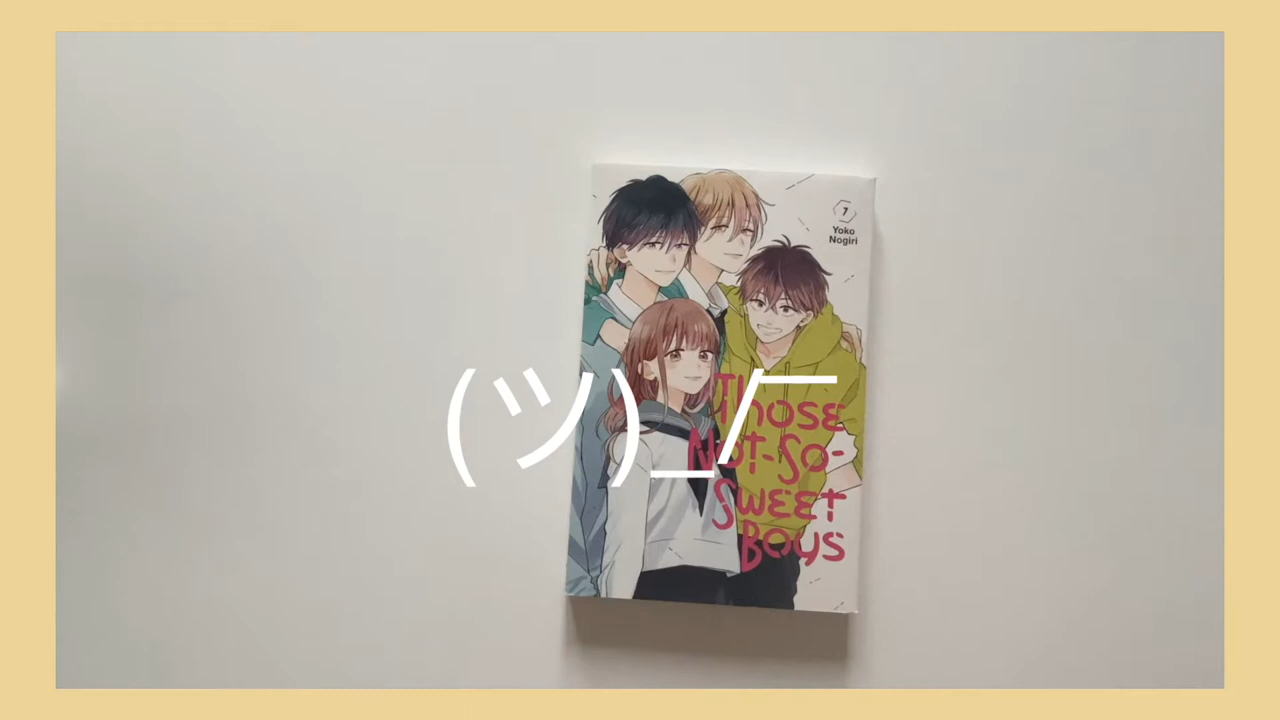 7
Yoko
Nogiri
(ツ)_/¯
Those
Not-So-
Sweet
Boys